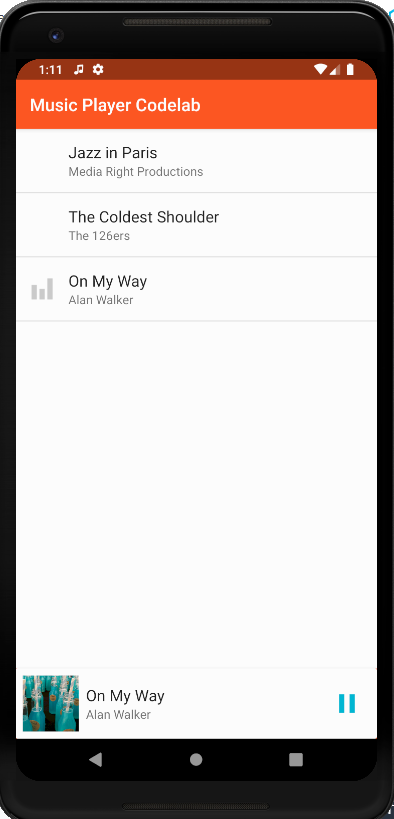 1:11
Music Player Codelab
Jazz in Paris
Media Right Productions
The Coldest Shoulder
The 126ers
On My Way
Alan Walker
On My Way
Alan Walker